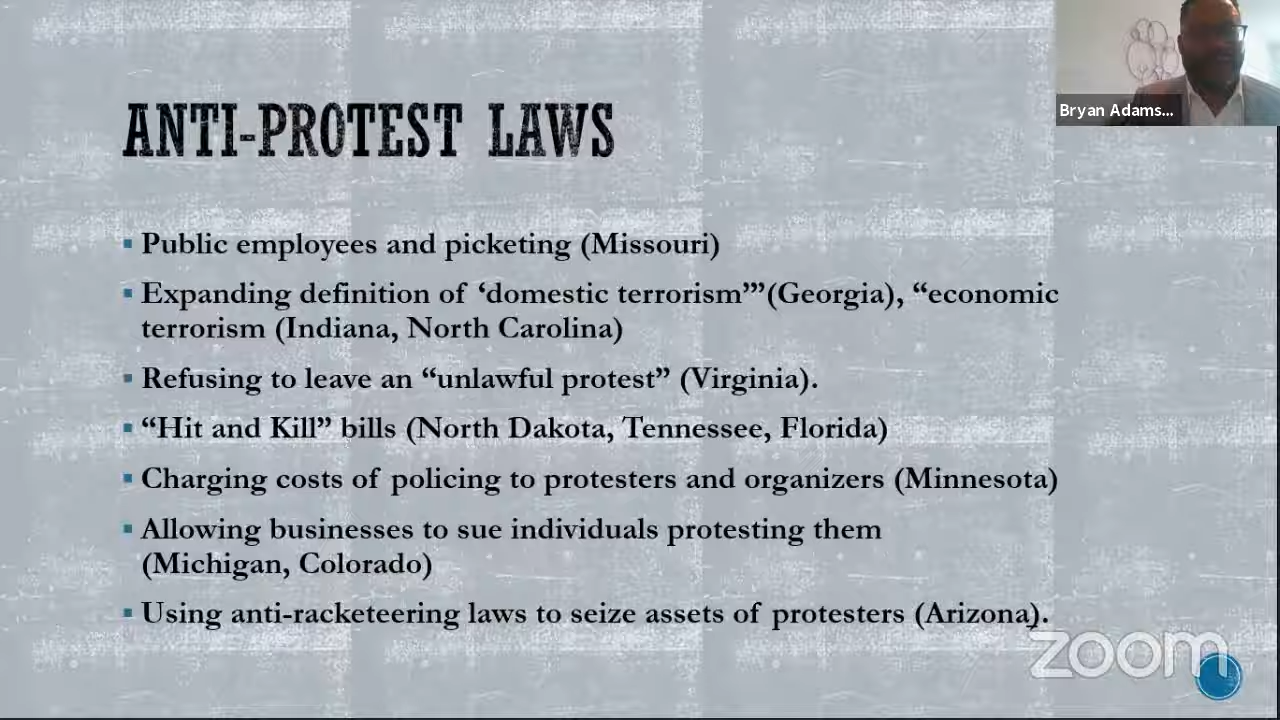 Bryan Adams...
ANTI-PROTEST LAWS
Public employees and picketing (Missouri)
Expanding definition of ‘domestic terrorism’”(Georgia), “economic
terrorism (Indiana, North Carolina)
Refusing to leave an “unlawful protest” (Virginia).
“Hit and Kill” bills (North Dakota, Tennessee, Florida)
Charging costs of policing to protesters and organizers (Minnesota)
Allowing businesses to sue individuals protesting them
(Michigan, Colorado)
Using anti-racketeering laws to seize assets of protesters (Arizona).
zoom